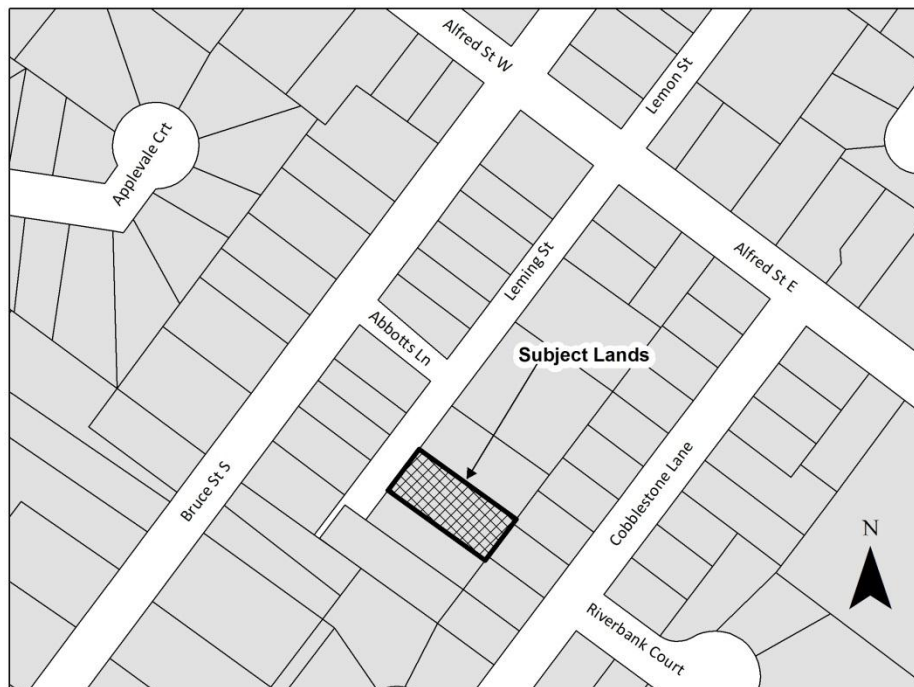 Alfred St W
Lemon St
Applevale Crt
Leming St
Alfred St E
Abbotts Ln
Subject Lands
Bruce St S
Cobblestone Lane
N
Riverbank Court